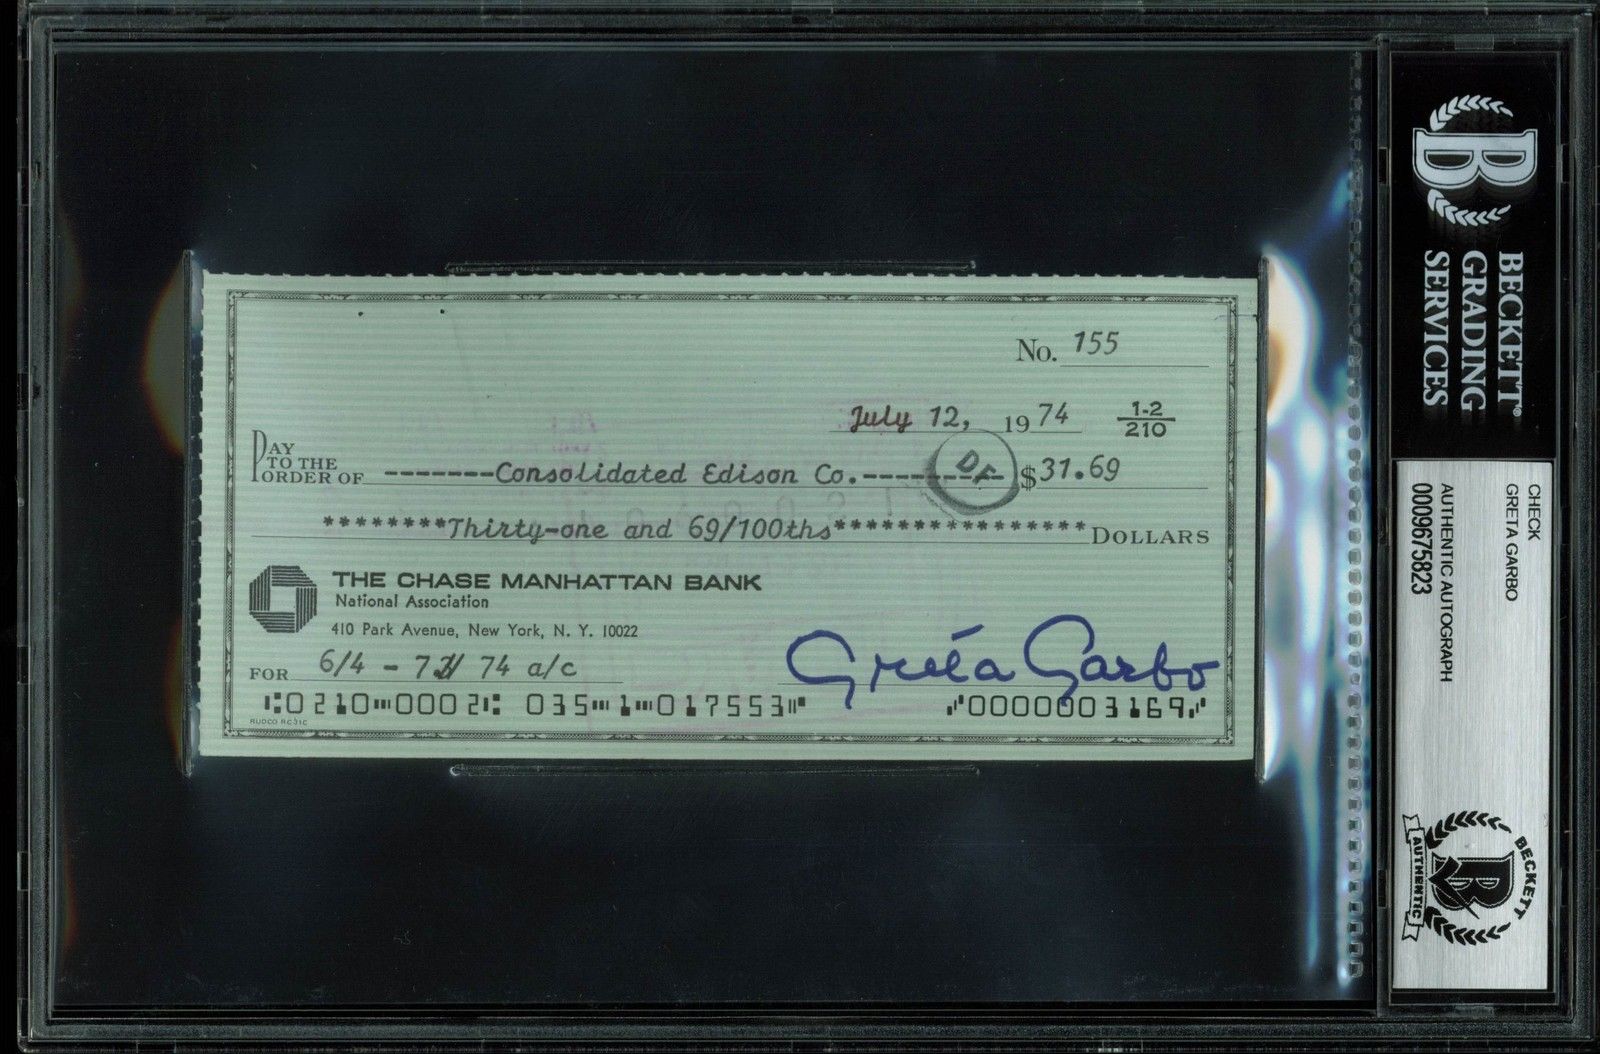 No. 155
July 12, 1974 1-2/210
PAY TO THE ORDER OF -------Consolidated Edison Co.-------- $31.69
DF
********Thirty-one and 69/100ths**************** DOLLARS
THE CHASE MANHATTAN BANK
National Association
410 Park Avenue, New York, N. Y. 10022
FOR 6/4 - 7/ 74 a/c
Greta Garbo
⑆0210⑉0002⑆ 035⑉1⑉017553⑈ ⑇0000003169⑇
RUDCO RC31C
BECKETT
GRADING
SERVICES
CHECK
GRETA GARBO
AUTHENTIC AUTOGRAPH
0009675823
BECKETT
AUTHENTIC